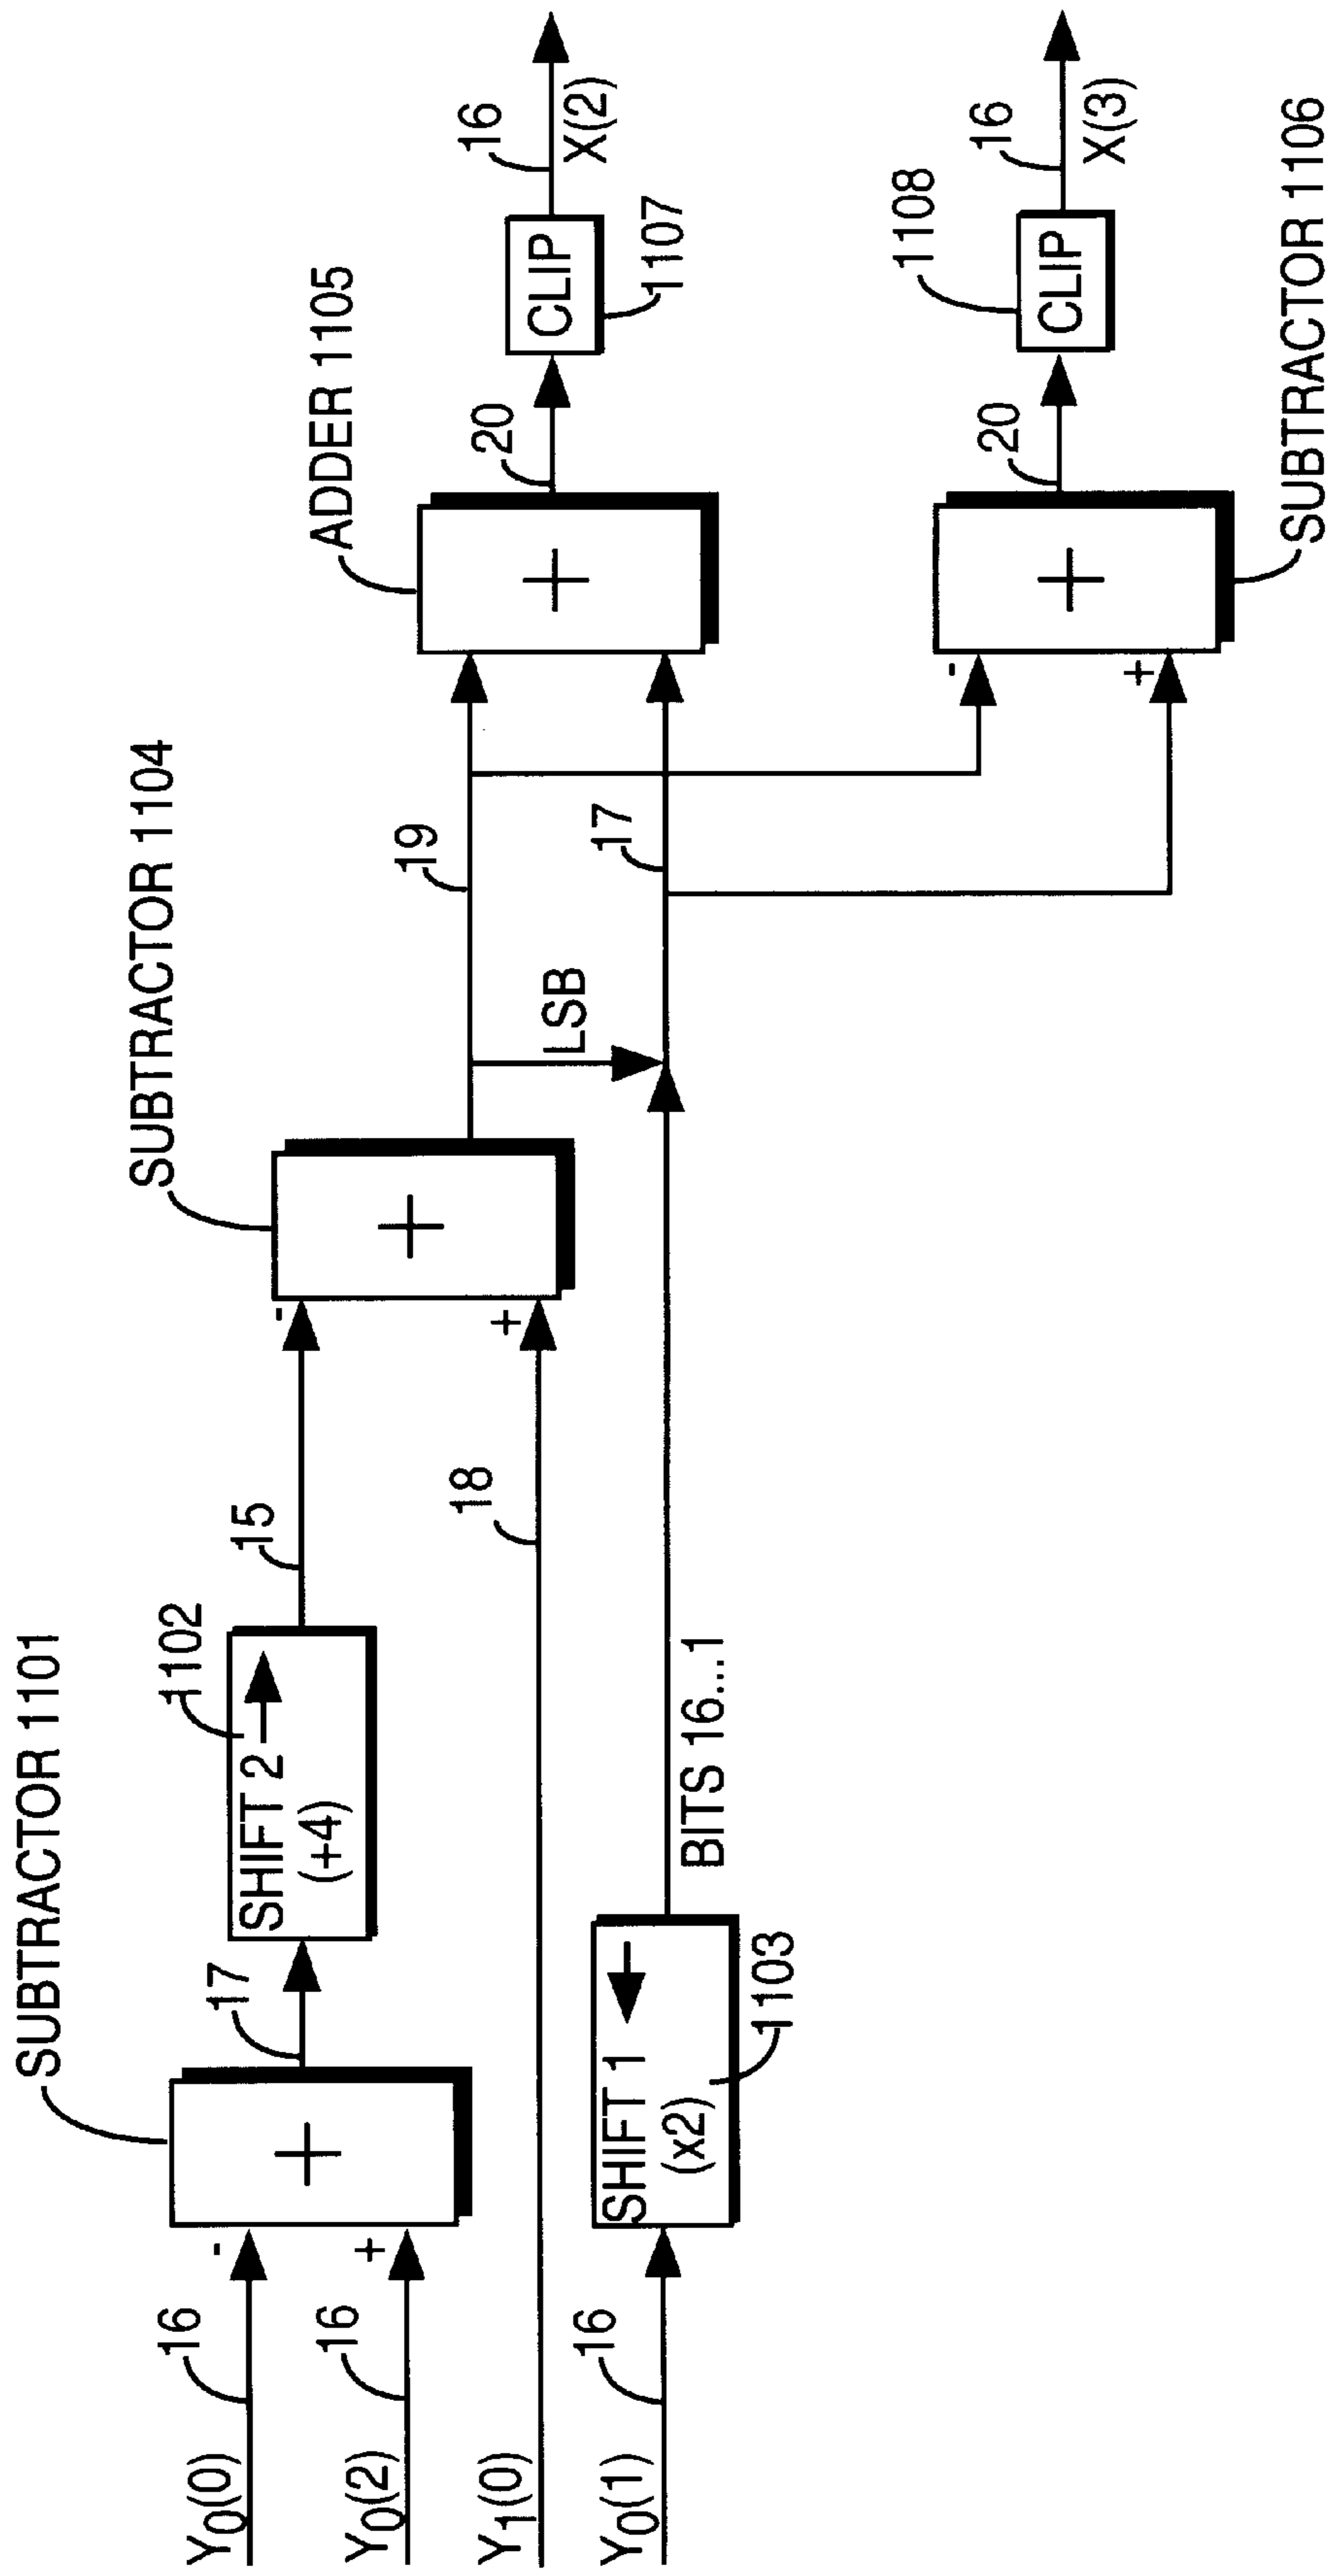 SUBTRACTOR 1101
SUBTRACTOR 1104
ADDER 1105
Y0(0)
16
-
Y0(2)
16
+
+
17
SHIFT 2
(+4)
1102
15
-
Y1(0)
18
+
+
19
LSB
Y0(1)
16
SHIFT 1
(x2)
1103
BITS 16...1
17
+
20
CLIP
1107
16
X(2)
-
+
+
20
CLIP
1108
16
X(3)
SUBTRACTOR 1106